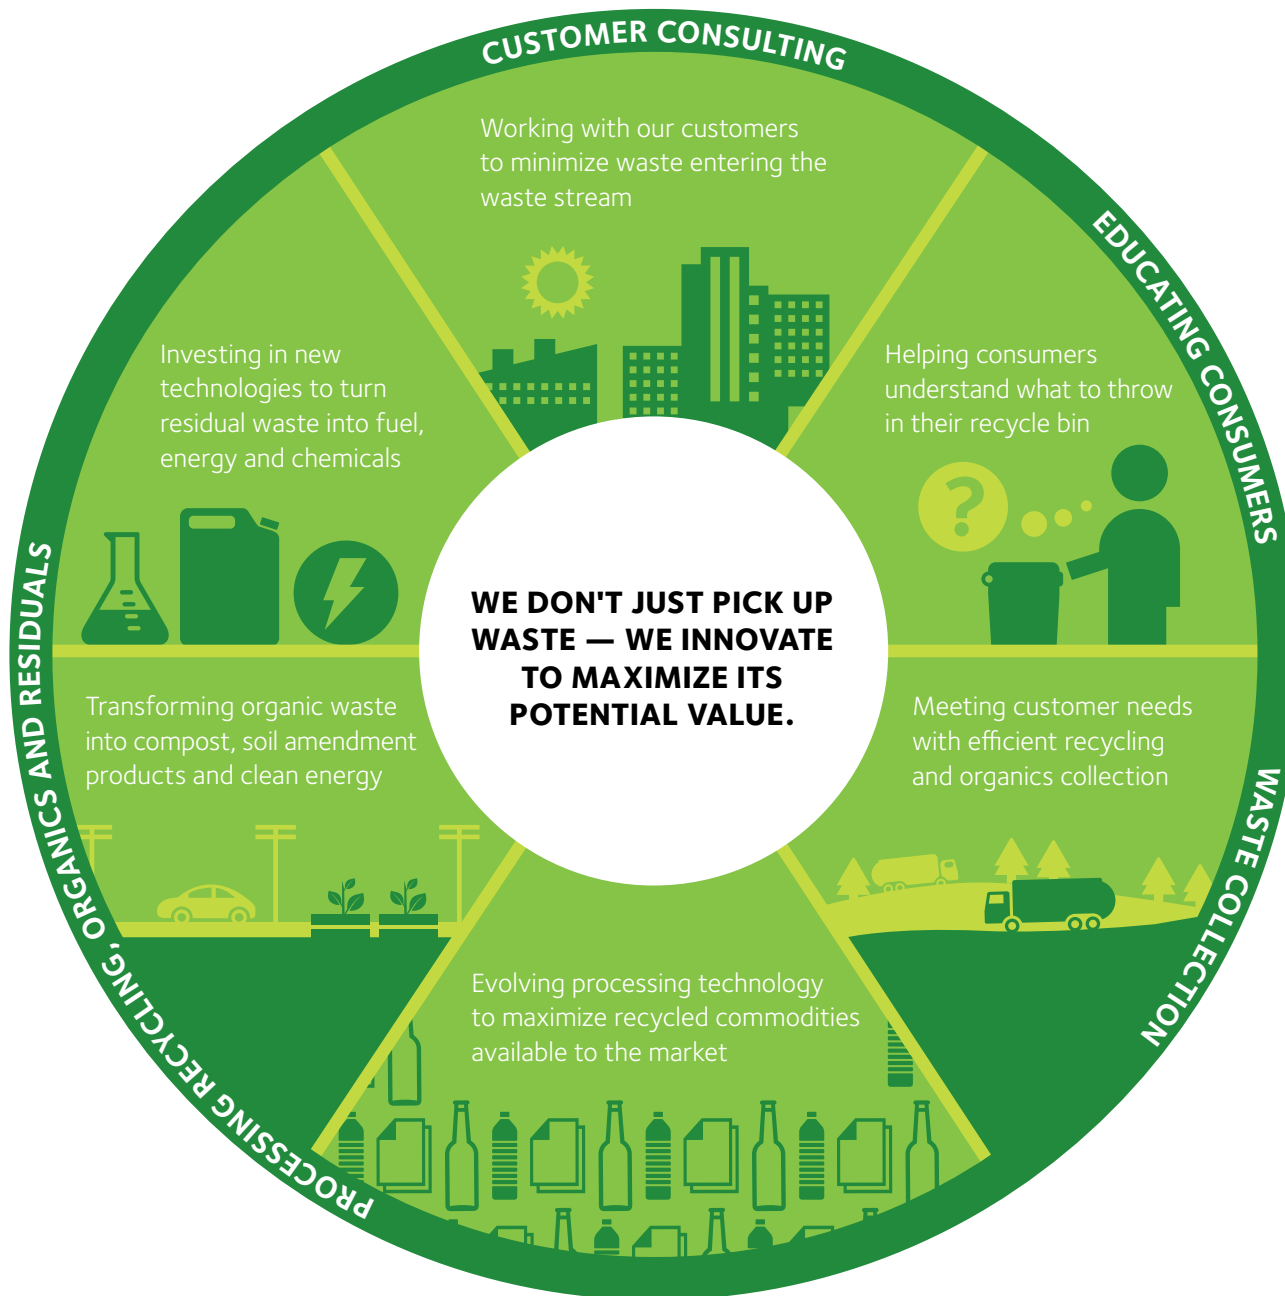 CUSTOMER CONSULTING
Working with our customers
to minimize waste entering the
waste stream
EDUCATING CONSUMERS
Helping consumers
understand what to throw
in their recycle bin
?
WASTE COLLECTION
Meeting customer needs
with efficient recycling
and organics collection
PROCESSING RECYCLING, ORGANICS AND RESIDUALS
Evolving processing technology
to maximize recycled commodities
available to the market
Transforming organic waste
into compost, soil amendment
products and clean energy
Investing in new
technologies to turn
residual waste into fuel,
energy and chemicals
WE DON'T JUST PICK UP
WASTE — WE INNOVATE
TO MAXIMIZE ITS
POTENTIAL VALUE.